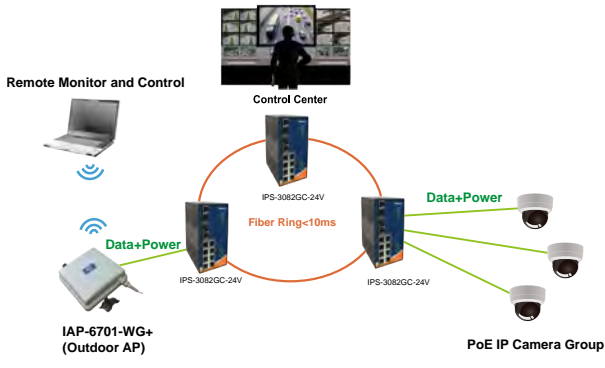 Remote Monitor and Control
Control Center
IPS-3082GC-24V
Data+Power
Fiber Ring<10ms
Data+Power
IPS-3082GC-24V
IPS-3082GC-24V
IAP-6701-WG+
(Outdoor AP)
PoE IP Camera Group